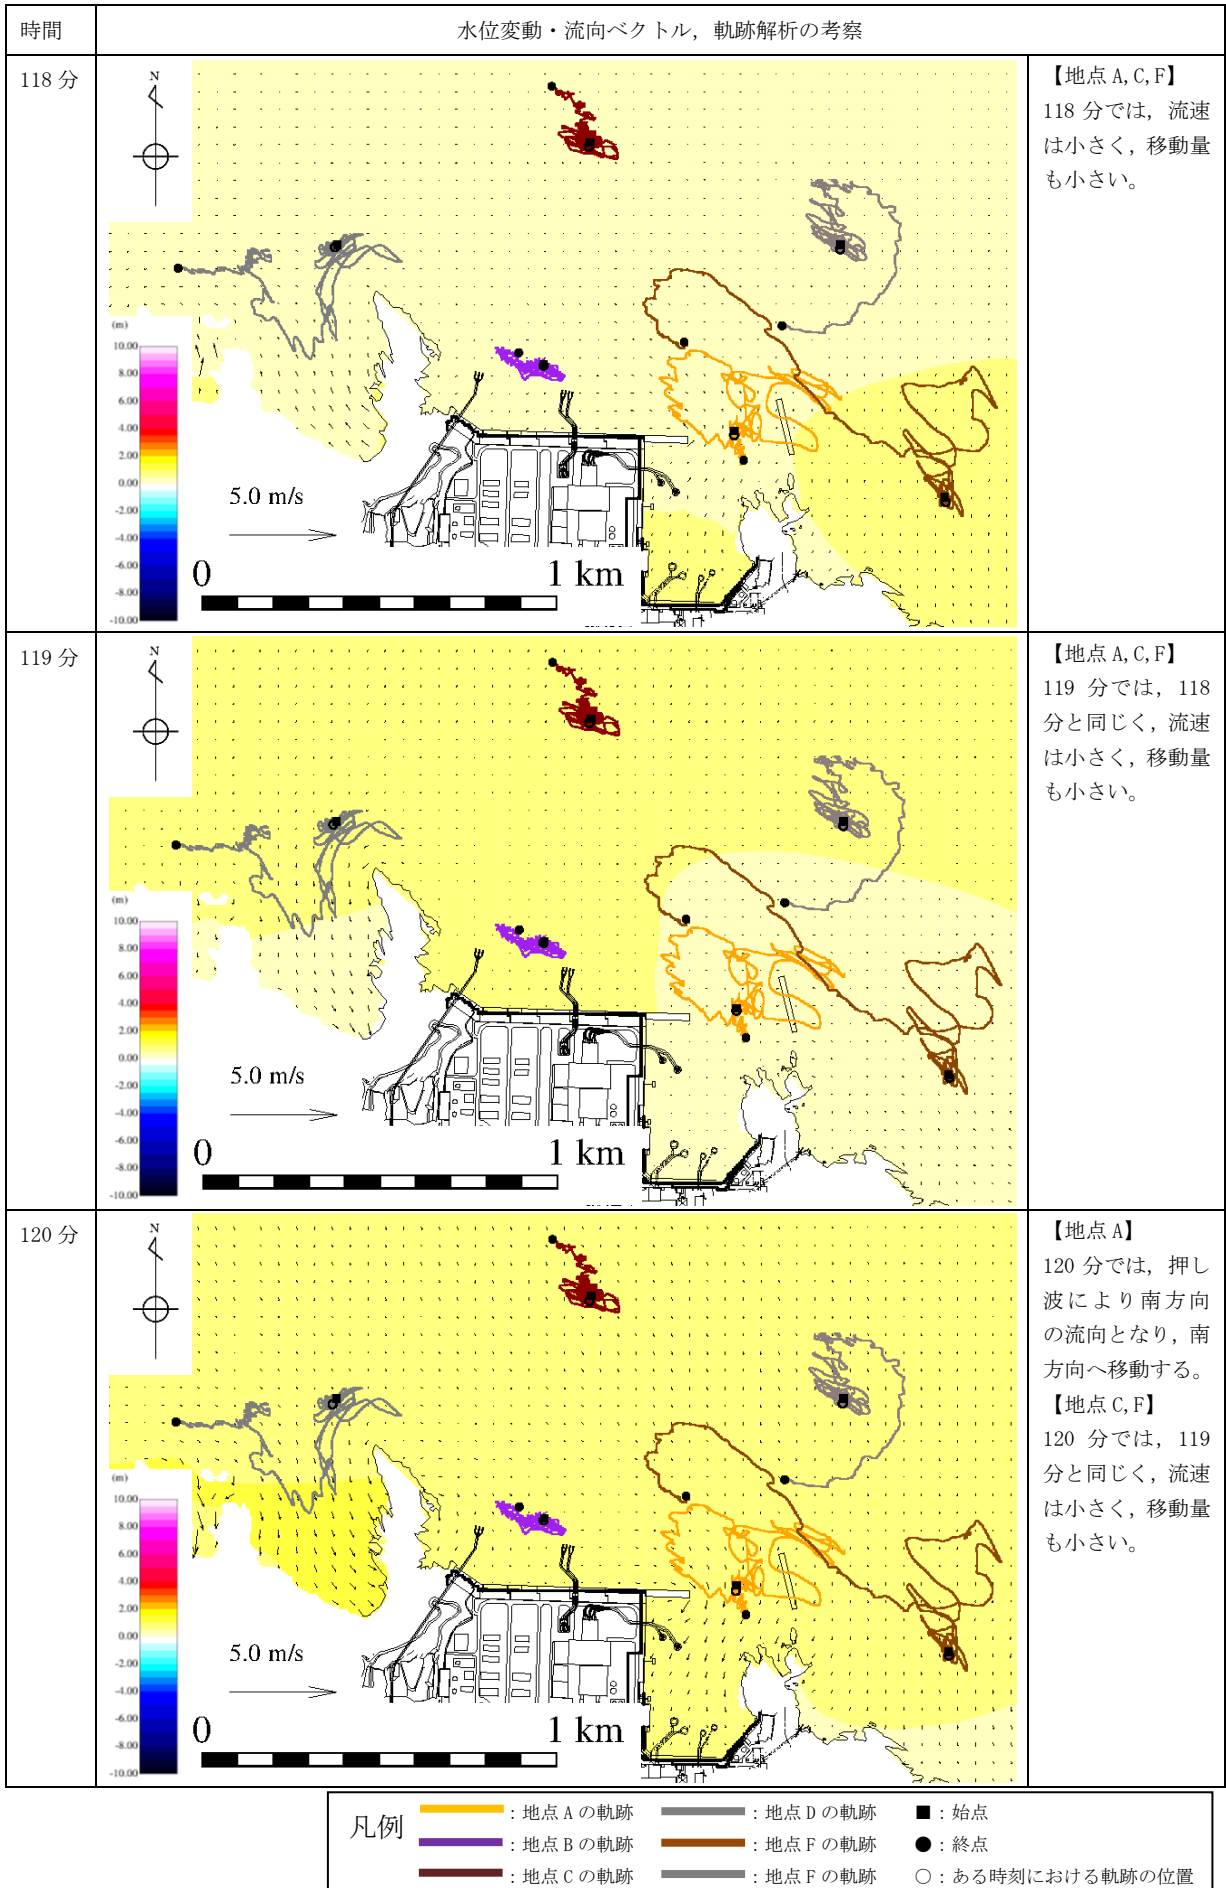 時間
水位変動・流向ベクトル，軌跡解析の考察
118 分
N
(m)
10.00
8.00
6.00
4.00
2.00
0.00
-2.00
-4.00
-6.00
-8.00
-10.00
5.0 m/s
0
1 km
【地点 A,C,F】
118 分では，流速
は小さく，移動量
も小さい。
119 分
N
(m)
10.00
8.00
6.00
4.00
2.00
0.00
-2.00
-4.00
-6.00
-8.00
-10.00
5.0 m/s
0
1 km
【地点 A,C,F】
119 分では，118
分と同じく，流速
は小さく，移動量
も小さい。
120 分
N
(m)
10.00
8.00
6.00
4.00
2.00
0.00
-2.00
-4.00
-6.00
-8.00
-10.00
5.0 m/s
0
1 km
【地点 A】
120 分では，押し
波により南方向
の流向となり，南
方向へ移動する。
【地点 C,F】
120 分では，119
分と同じく，流速
は小さく，移動量
も小さい。
凡例
：地点 A の軌跡 ：地点 D の軌跡 ■：始点
：地点 B の軌跡 ：地点 F の軌跡 ●：終点
：地点 C の軌跡 ：地点 F の軌跡 ○：ある時刻における軌跡の位置